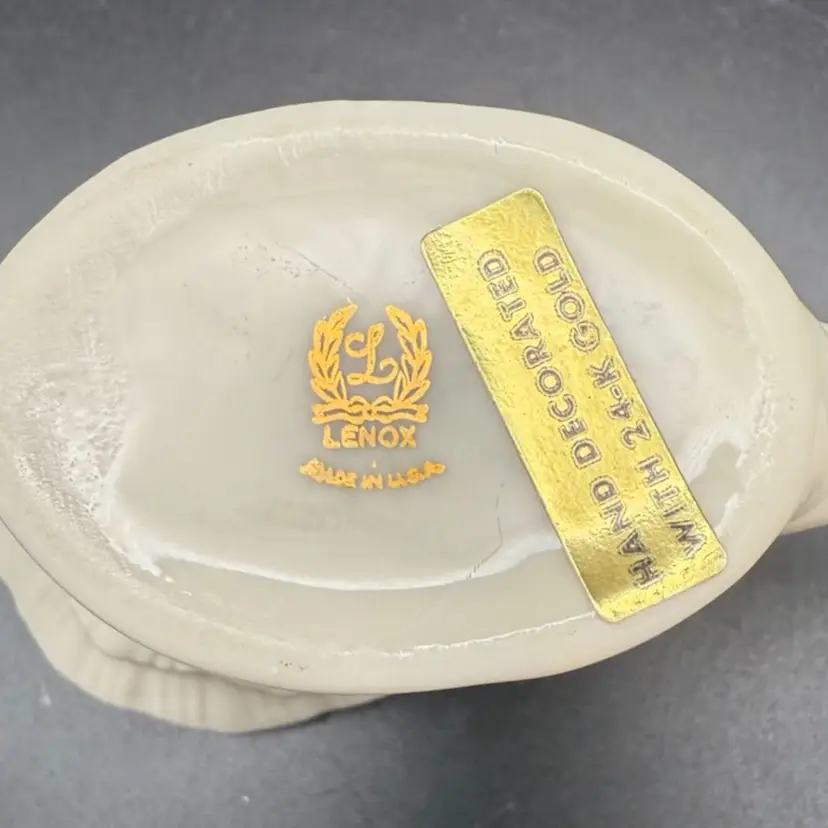 L
LENOX
MADE IN U.S.A
HAND DECORATED
WITH 24-K GOLD